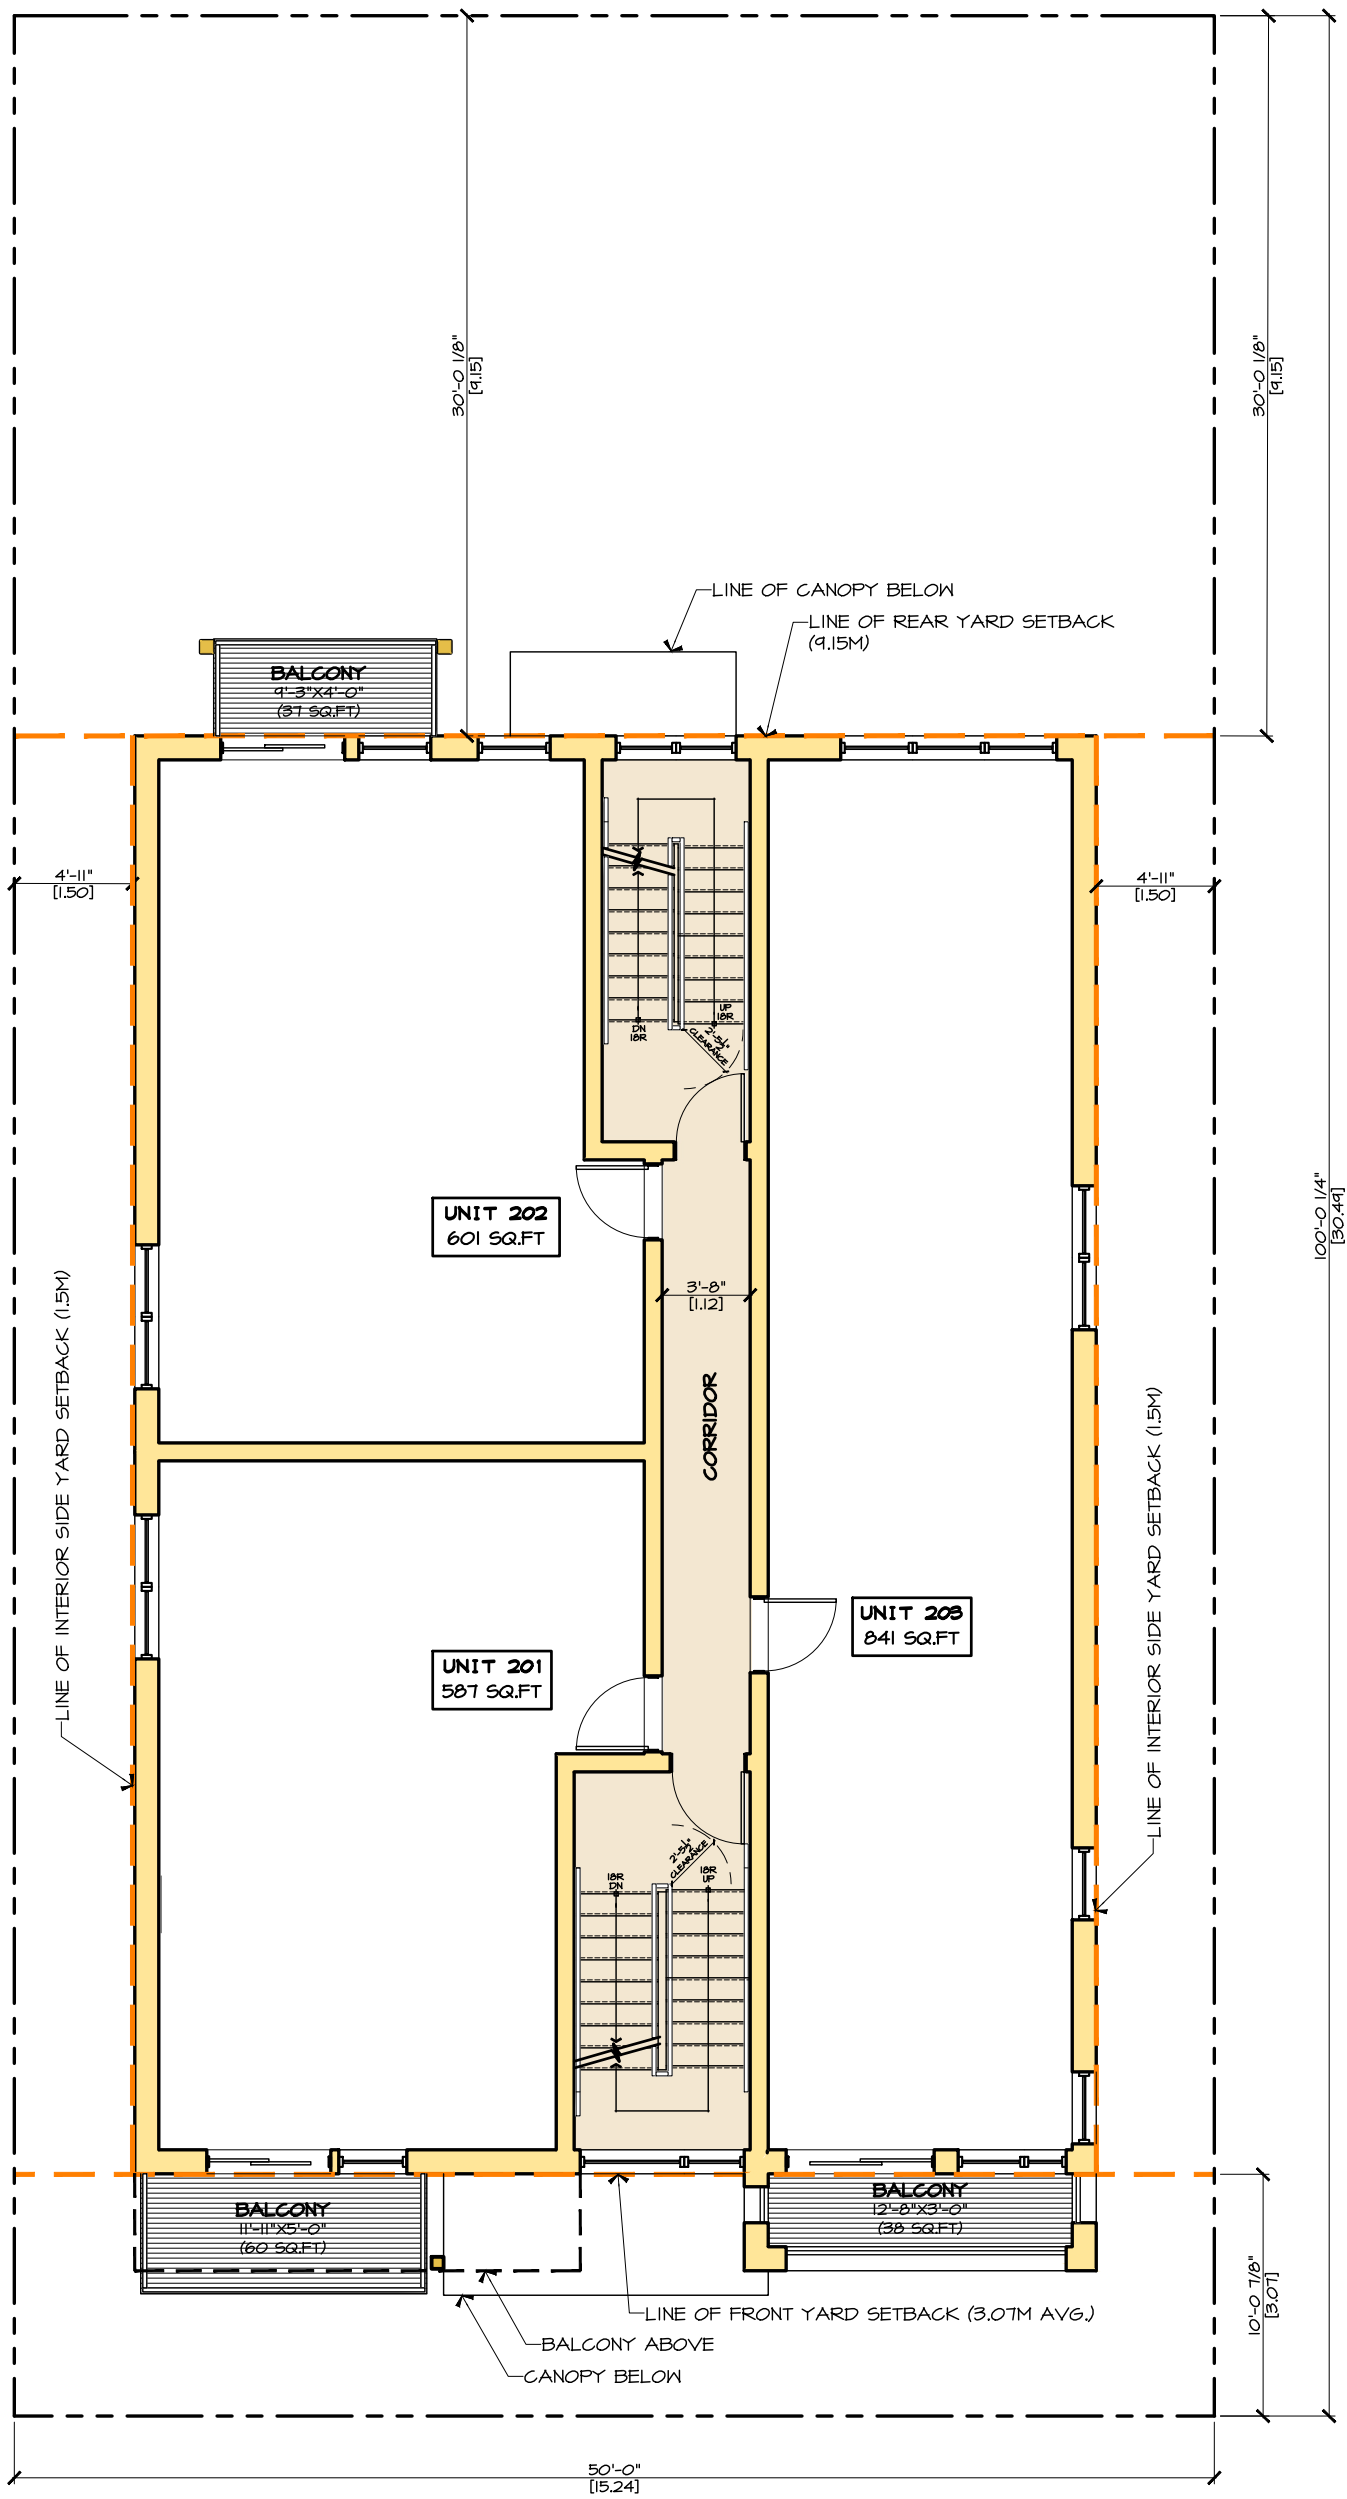 30'-0 1/8"
[9.15]
30'-0 1/8"
[9.15]
LINE OF CANOPY BELOW
LINE OF REAR YARD SETBACK
(9.15M)
BALCONY
9'-3"X4'-0"
(37 SQ.FT)
4'-11"
[1.50]
4'-11"
[1.50]
DN
18R
UP
18R
2'-5½"
CLEARANCE
UNIT 202
601 SQ.FT
100'-0 1/4"
[30.49]
3'-8"
[1.12]
CORRIDOR
LINE OF INTERIOR SIDE YARD SETBACK (1.5M)
LINE OF INTERIOR SIDE YARD SETBACK (1.5M)
UNIT 203
841 SQ.FT
UNIT 201
587 SQ.FT
2'-5½"
CLEARANCE
18R
DN
18R
UP
BALCONY
11'-11"X5'-0"
(60 SQ.FT)
BALCONY
12'-8"X3'-0"
(38 SQ.FT)
10'-0 7/8"
[3.07]
LINE OF FRONT YARD SETBACK (3.07M AVG.)
BALCONY ABOVE
CANOPY BELOW
50'-0"
[15.24]